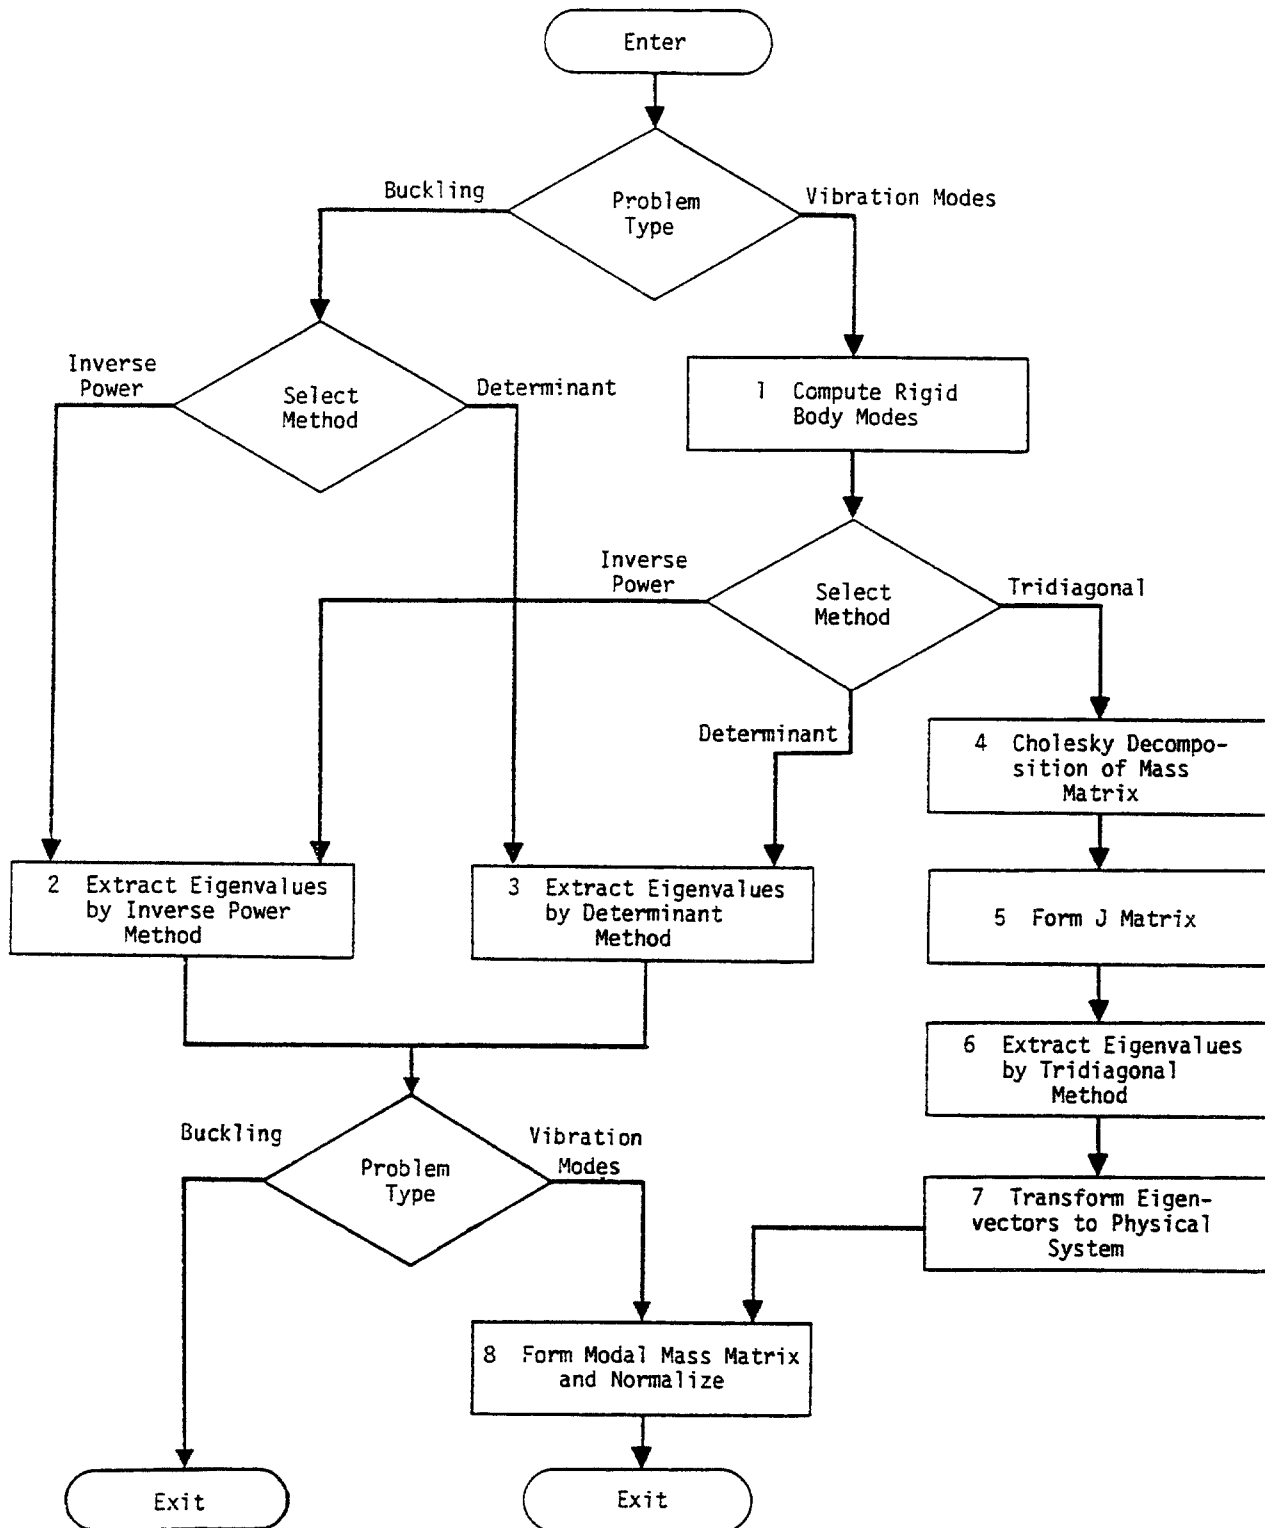 Enter
Problem
Type
Buckling
Vibration Modes
Inverse
Power
Select
Method
Determinant
1 Compute Rigid
Body Modes
Inverse
Power
Select
Method
Tridiagonal
Determinant
4 Cholesky Decompo-
sition of Mass
Matrix
2 Extract Eigenvalues
by Inverse Power
Method
3 Extract Eigenvalues
by Determinant
Method
5 Form J Matrix
6 Extract Eigenvalues
by Tridiagonal
Method
Buckling
Problem
Type
Vibration
Modes
7 Transform Eigen-
vectors to Physical
System
8 Form Modal Mass Matrix
and Normalize
Exit
Exit